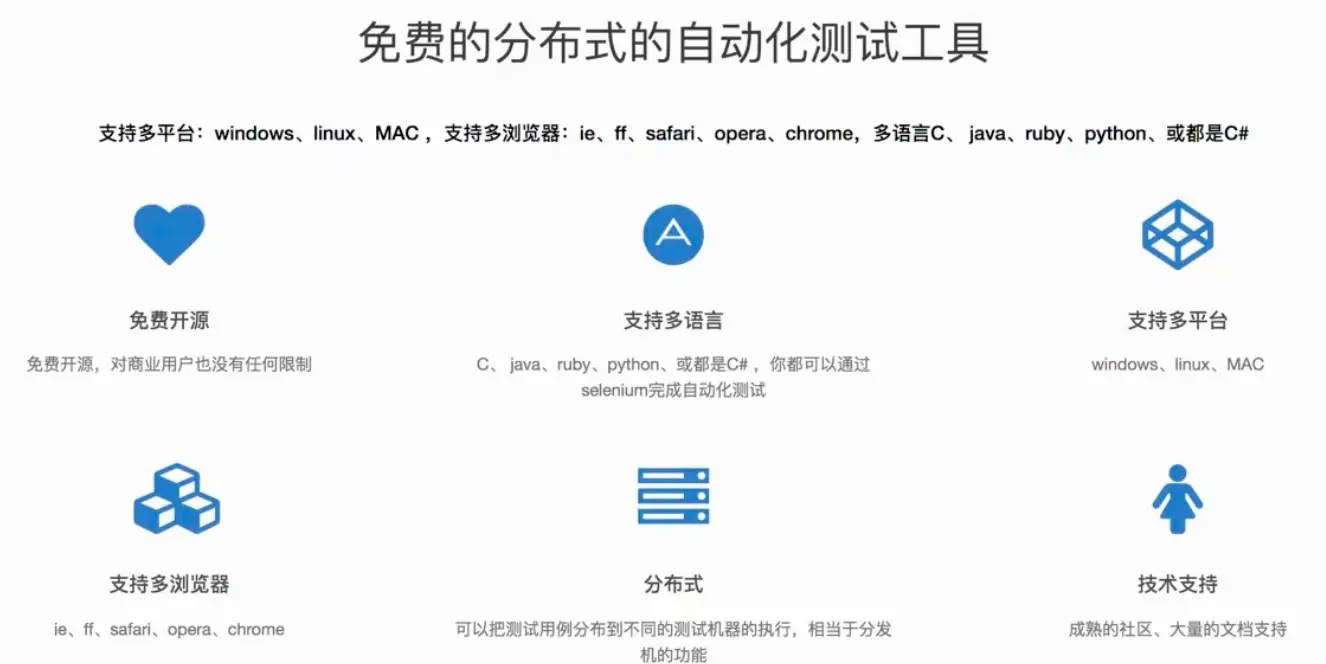 免费的分布式的自动化测试工具
支持多平台：windows、linux、MAC ，支持多浏览器：ie、ff、safari、opera、chrome，多语言C、 java、ruby、python、或都是C#
免费开源
免费开源，对商业用户也没有任何限制
支持多语言
C、 java、ruby、python、或都是C# ，你都可以通过
selenium完成自动化测试
支持多平台
windows、linux、MAC
支持多浏览器
ie、ff、safari、opera、chrome
分布式
可以把测试用例分布到不同的测试机器的执行，相当于分发
机的功能
技术支持
成熟的社区、大量的文档支持